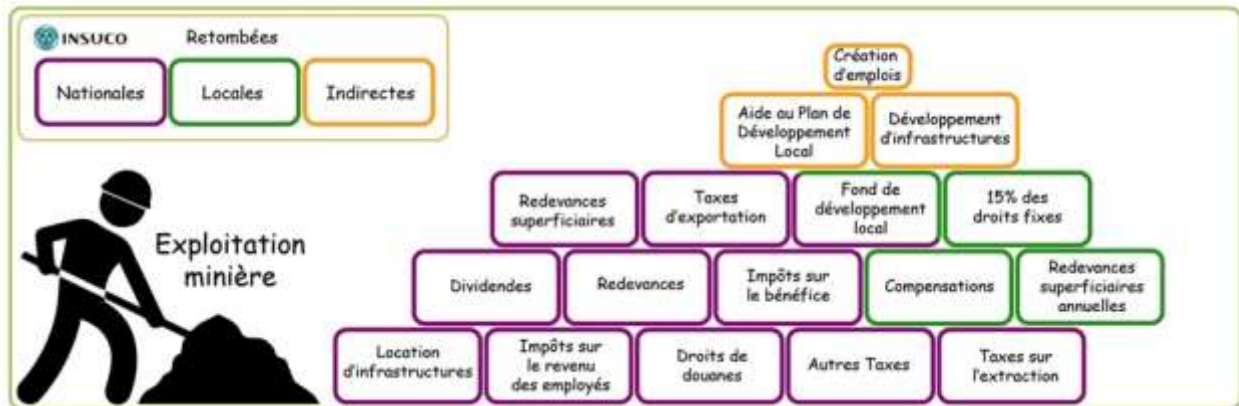 INSUCO
Retombées
Nationales
Locales
Indirectes
Exploitation
minière
Création
d'emplois
Aide au Plan de
Développement
Local
Développement
d'infrastructures
Redevances
superficiaires
Taxes
d'exportation
Fond de
développement
local
15% des
droits fixes
Dividendes
Redevances
Impôts sur
le bénéfice
Compensations
Redevances
superficiaires
annuelles
Location
d'infrastructures
Impôts sur
le revenu
des employés
Droits de
douanes
Autres Taxes
Taxes sur
l'extraction